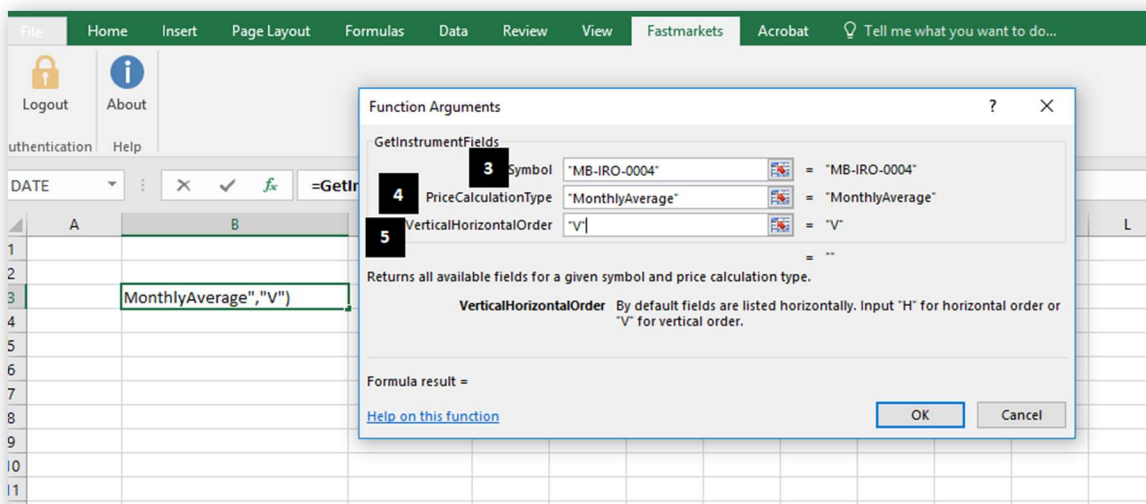 File Home Insert Page Layout Formulas Data Review View Fastmarkets Acrobat Tell me what you want to do...
Logout About
uthentication Help
Function Arguments ? X
GetInstrumentFields
3 Symbol "MB-IRO-0004" = "MB-IRO-0004"
4 PriceCalculationType "MonthlyAverage" = "MonthlyAverage"
5 VerticalHorizontalOrder "V" = "V"
= ""
Returns all available fields for a given symbol and price calculation type.
VerticalHorizontalOrder By default fields are listed horizontally. Input "H" for horizontal order or
"V" for vertical order.
Formula result =
Help on this function OK Cancel
DATE fx =GetIr
A B L
1
2
3 MonthlyAverage","V")
4
5
6
7
8
9
10
11